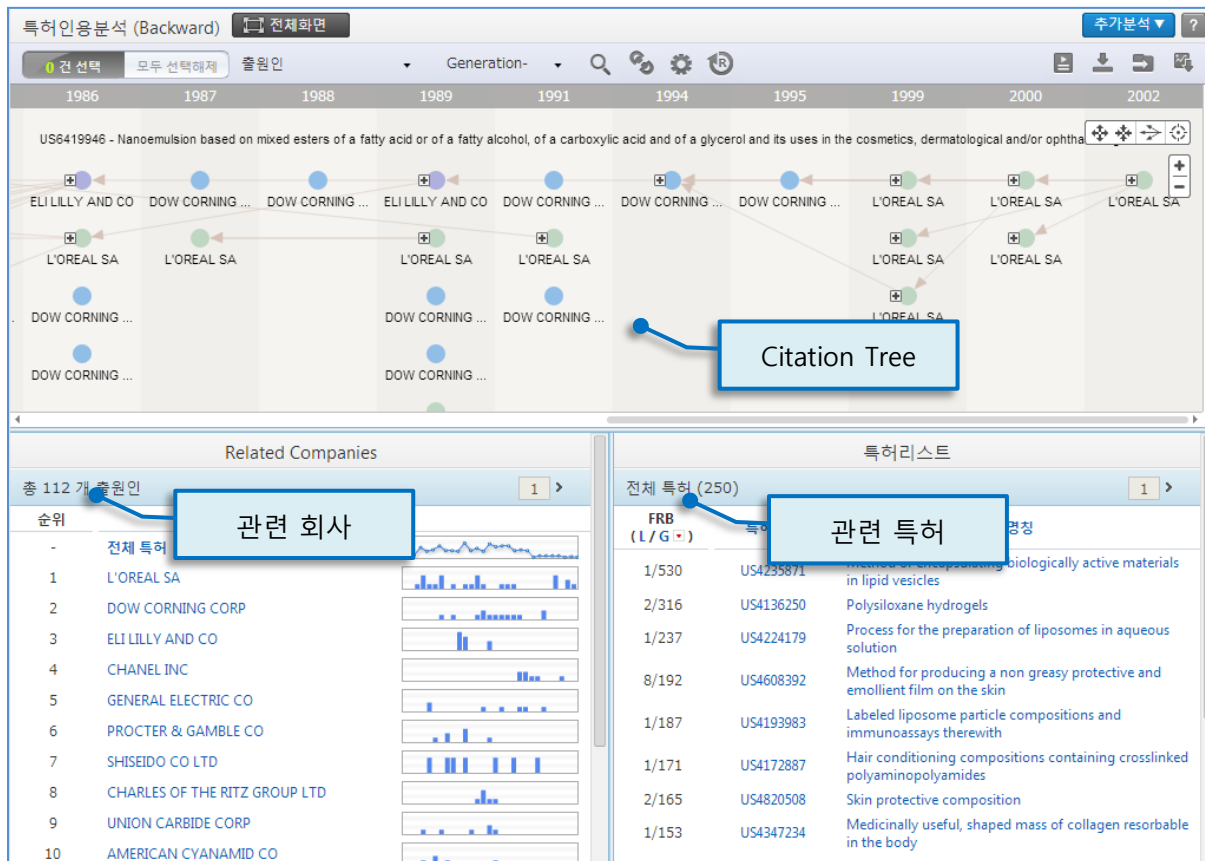 특허인용분석 (Backward) 전체화면 추가분석▼ ?
0 건 선택 모두 선택해제 출원인 Generation-
1986 1987 1988 1989 1991 1994 1995 1999 2000 2002
US6419946 - Nanoemulsion based on mixed esters of a fatty acid or of a fatty alcohol, of a carboxylic acid and of a glycerol and its uses in the cosmetics, dermatological and/or ophtha
ELI LILLY AND CO DOW CORNING ... DOW CORNING ... ELI LILLY AND CO DOW CORNING ... DOW CORNING ... DOW CORNING ... L'OREAL SA L'OREAL SA L'OREAL SA
L'OREAL SA L'OREAL SA L'OREAL SA L'OREAL SA L'OREAL SA L'OREAL SA
DOW CORNING ... DOW CORNING ... DOW CORNING ... L'OREAL SA
DOW CORNING ... DOW CORNING ...
Citation Tree
Related Companies
총 112 개 출원인 1 >
관련 회사
순위
- 전체 특허
1 L'OREAL SA
2 DOW CORNING CORP
3 ELI LILLY AND CO
4 CHANEL INC
5 GENERAL ELECTRIC CO
6 PROCTER & GAMBLE CO
7 SHISEIDO CO LTD
8 CHARLES OF THE RITZ GROUP LTD
9 UNION CARBIDE CORP
10 AMERICAN CYANAMID CO
특허리스트
전체 특허 (250) 1 >
관련 특허
FRB
(L/G) 명칭
1/530 US4235871 Method of encapsulating biologically active materials
in lipid vesicles
2/316 US4136250 Polysiloxane hydrogels
1/237 US4224179 Process for the preparation of liposomes in aqueous
solution
8/192 US4608392 Method for producing a non greasy protective and
emollient film on the skin
1/187 US4193983 Labeled liposome particle compositions and
immunoassays therewith
1/171 US4172887 Hair conditioning compositions containing crosslinked
polyaminopolyamides
2/165 US4820508 Skin protective composition
1/153 US4347234 Medicinally useful, shaped mass of collagen resorbable
in the body